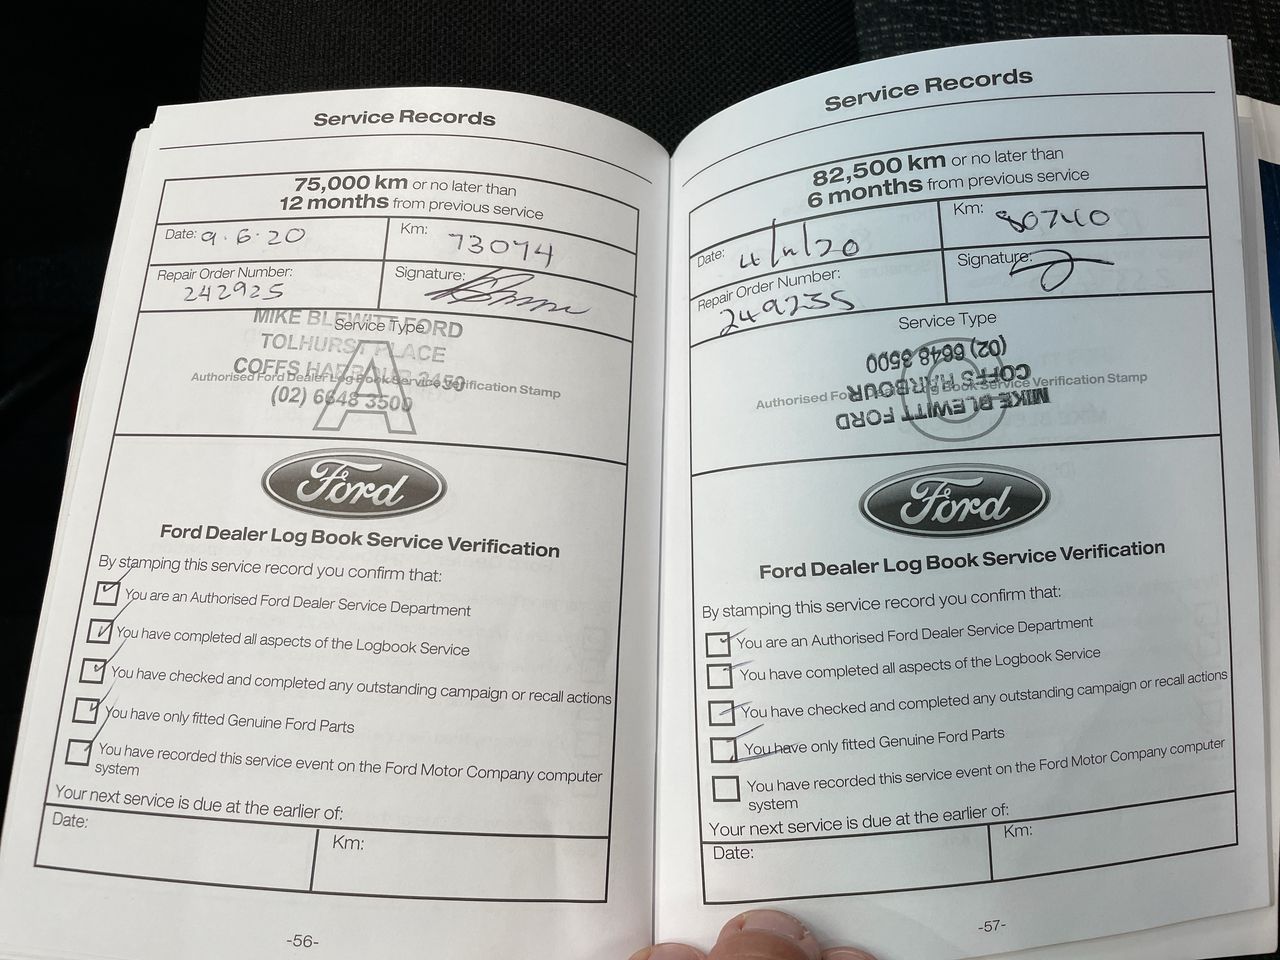 Service Records
75,000 km or no later than
12 months from previous service
Date: 9.6.20
Km: 73074
Repair Order Number:
242925
Signature:
Service Type
A
MIKE BLEWITT FORD
TOLHURST PLACE
COFFS HARBOUR 2450
(02) 6648 3500
Authorised Ford Dealer Log Book Service Verification Stamp
Ford
Ford Dealer Log Book Service Verification
By stamping this service record you confirm that:
You are an Authorised Ford Dealer Service Department
You have completed all aspects of the Logbook Service
You have checked and completed any outstanding campaign or recall actions
You have only fitted Genuine Ford Parts
You have recorded this service event on the Ford Motor Company computer
system
Your next service is due at the earlier of:
Date:
Km:
-56-
Service Records
82,500 km or no later than
6 months from previous service
Date:
Km: 80740
Repair Order Number:
249255
Signature:
Service Type
MIKE BLEWITT FORD
COFFS HARBOUR
(02) 6648 3500
Authorised Ford Dealer Log Book Service Verification Stamp
Ford
Ford Dealer Log Book Service Verification
By stamping this service record you confirm that:
You are an Authorised Ford Dealer Service Department
You have completed all aspects of the Logbook Service
You have checked and completed any outstanding campaign or recall actions
You have only fitted Genuine Ford Parts
You have recorded this service event on the Ford Motor Company computer
system
Your next service is due at the earlier of:
Date:
Km:
-57-